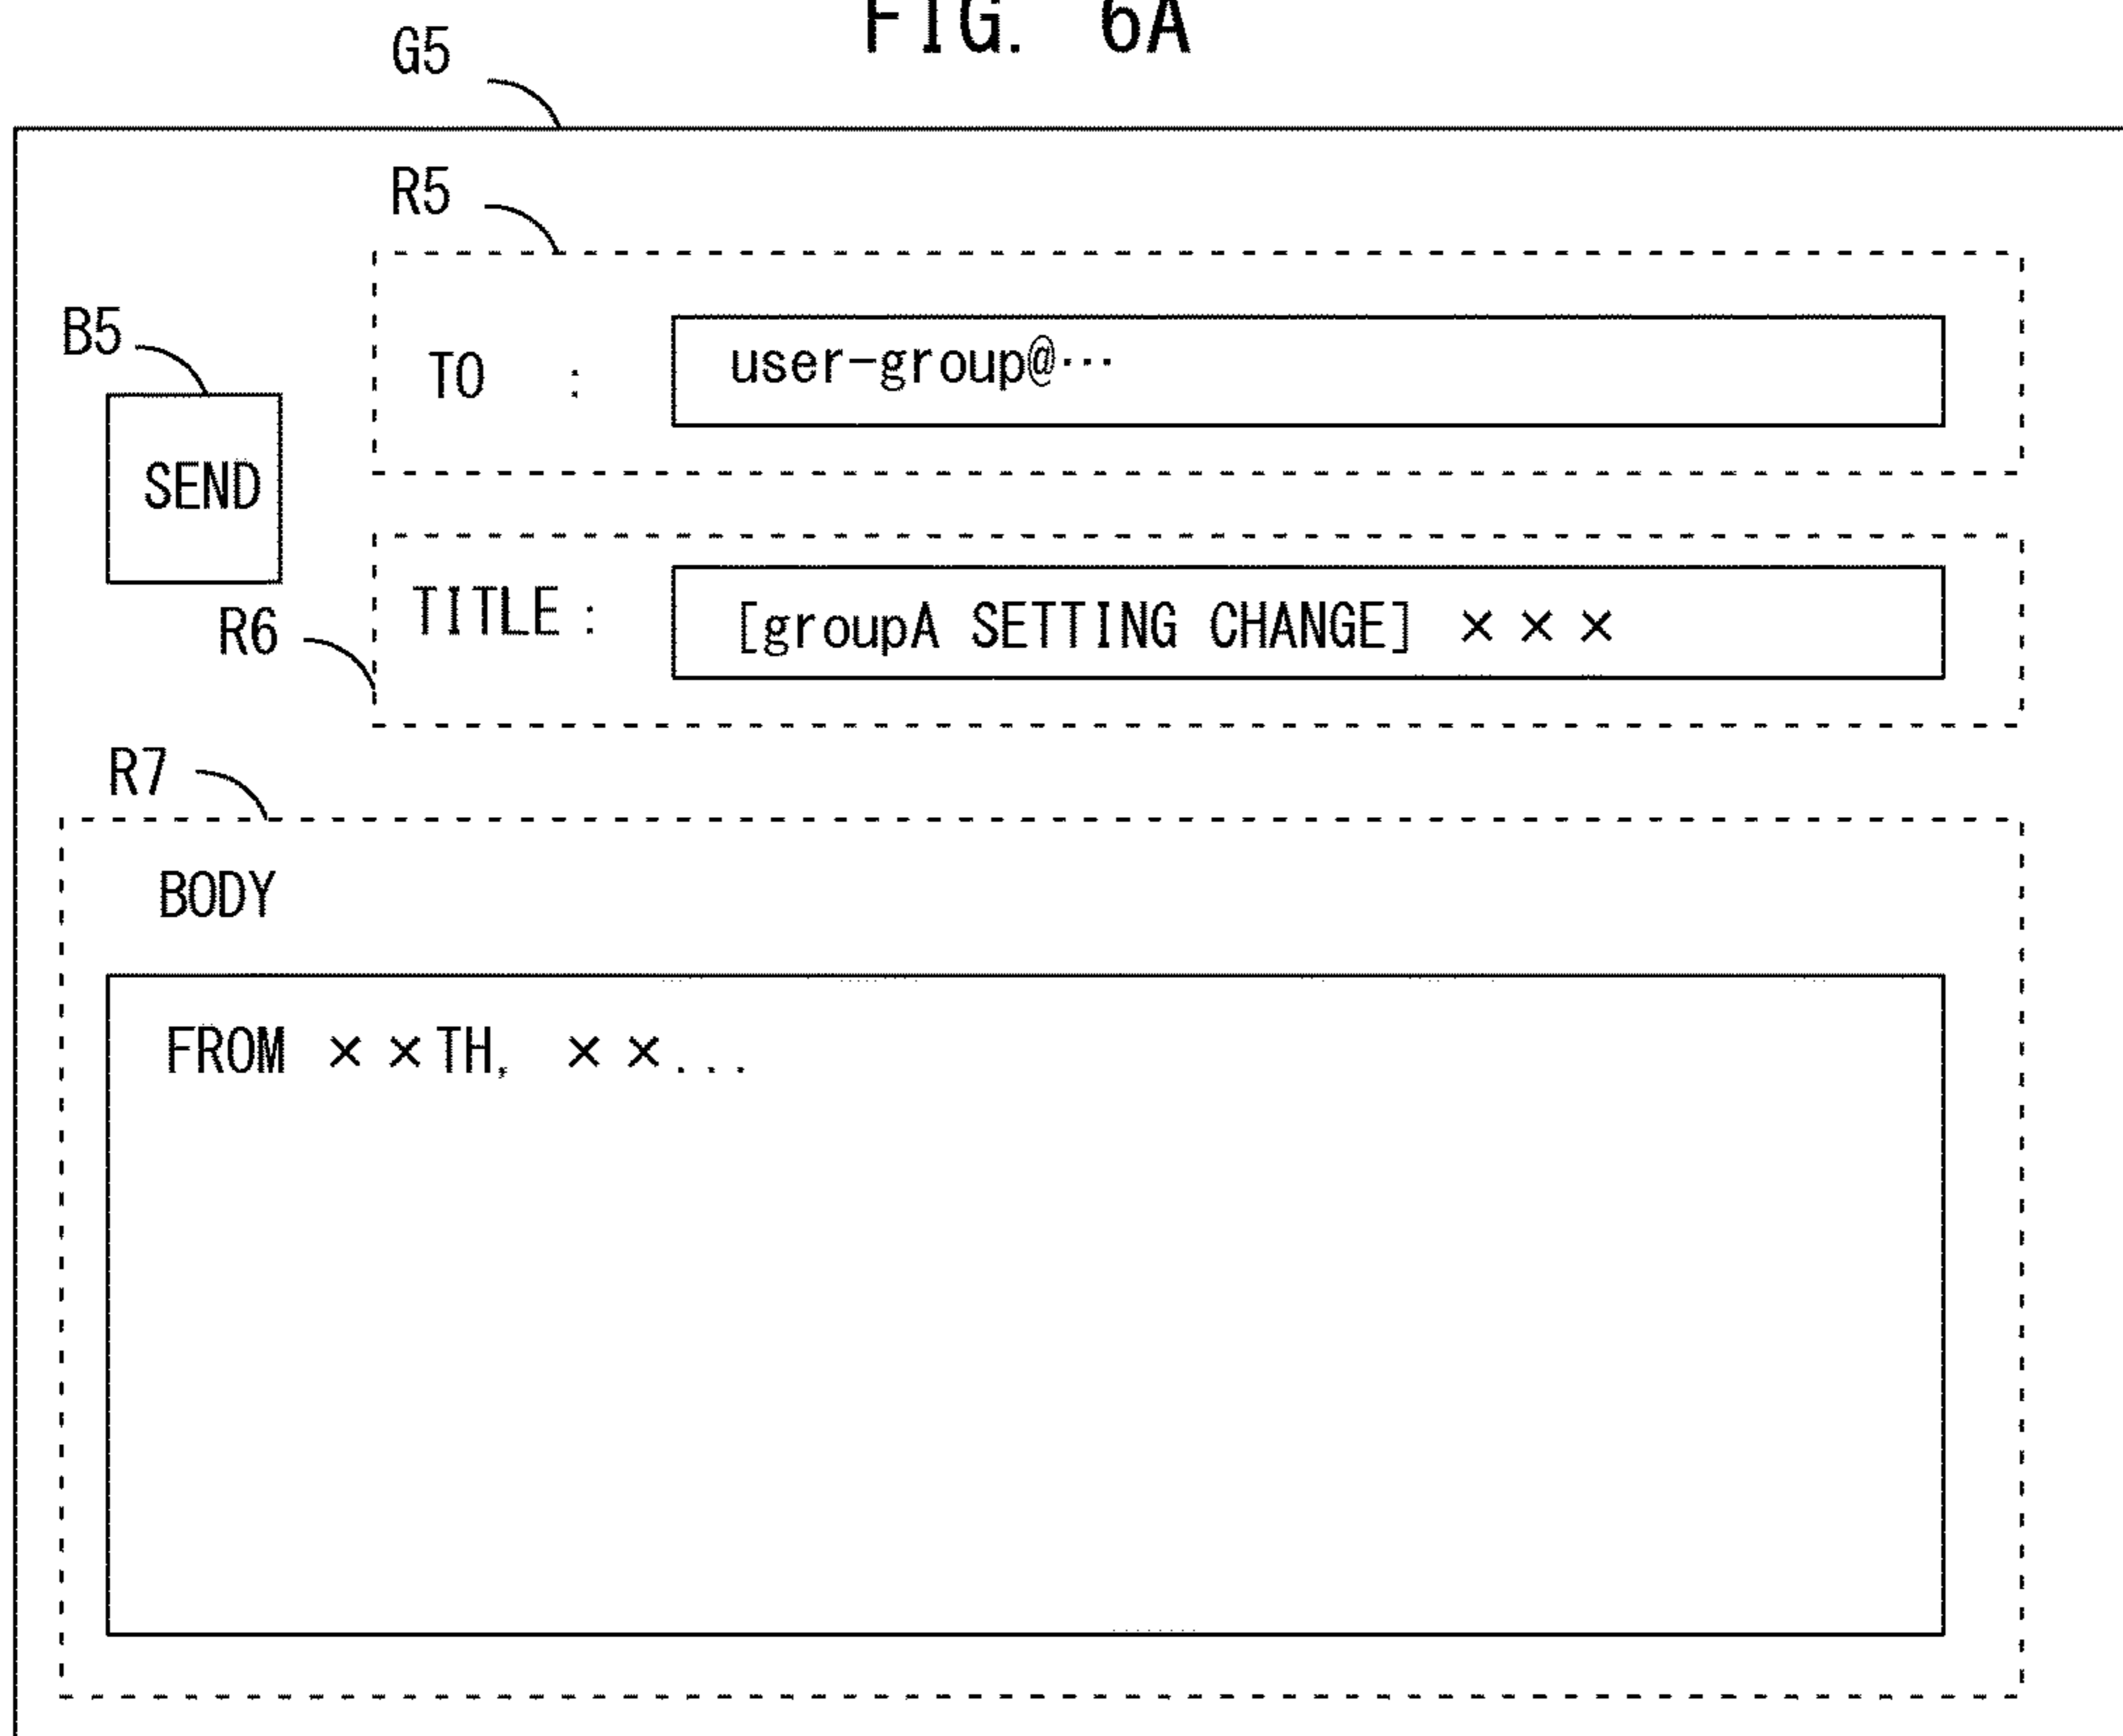 FIG. 6A
G5
R5
B5
TO : user-group@···
SEND
R6
TITLE : [groupA SETTING CHANGE] × × ×
R7
BODY
FROM × ×TH, × ×...